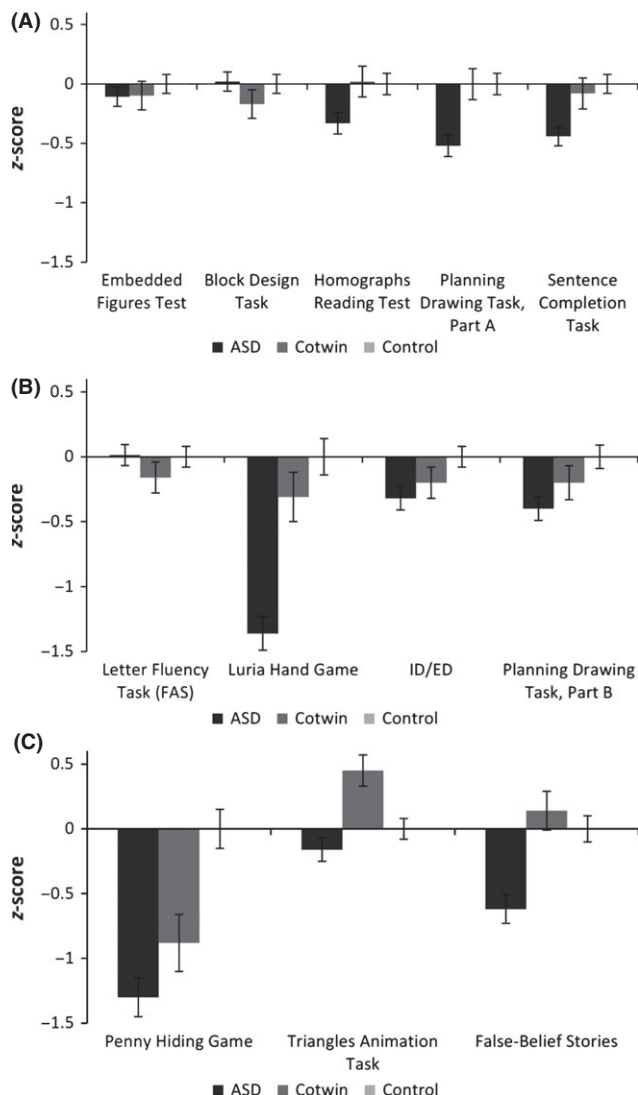 (A)
0.5
0
−0.5
−1
−1.5
z-score
Embedded Block Design Homographs Planning Sentence
Figures Test Task Reading Test Drawing Task, Completion
Part A Task
ASD Cotwin Control
(B)
0.5
0
−0.5
−1
−1.5
z-score
Letter Fluency Luria Hand Game ID/ED Planning Drawing
Task (FAS) Task, Part B
ASD Cotwin Control
(C)
0.5
0
−0.5
−1
−1.5
z-score
Penny Hiding Game Triangles Animation False-Belief Stories
Task
ASD Cotwin Control